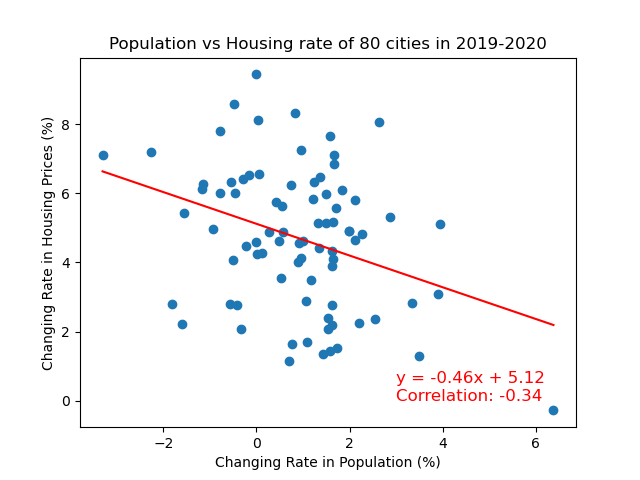 Population vs Housing rate of 80 cities in 2019-2020
Changing Rate in Housing Prices (%)
8
6
4
2
0
y = -0.46x + 5.12
Correlation: -0.34
−2
0
2
4
6
Changing Rate in Population (%)